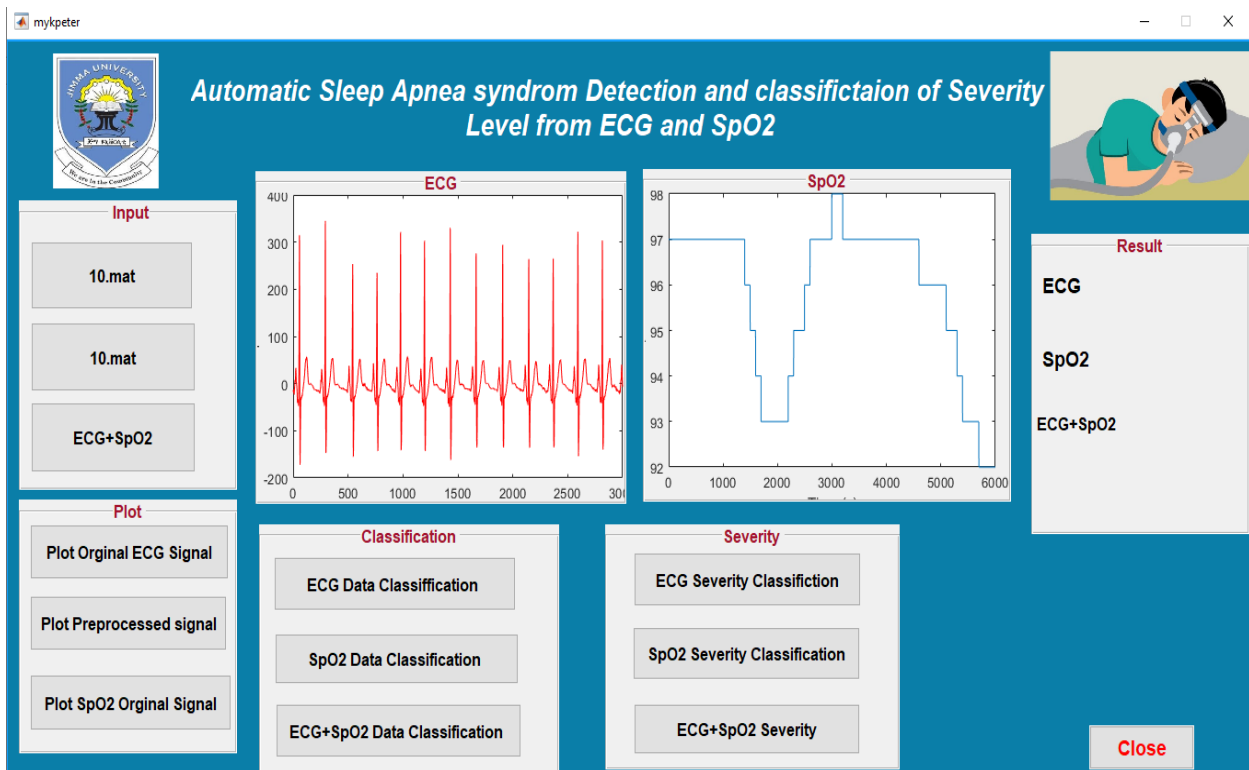 mykpeter
JIMMA UNIVERSITY
We are in the Community
Automatic Sleep Apnea syndrom Detection and classifictaion of Severity
Level from ECG and SpO2
Input
10.mat
10.mat
ECG+SpO2
ECG
400
300
200
100
0
-100
-200
0
500
1000
1500
2000
2500
300
SpO2
98
97
96
95
94
93
92
0
1000
2000
3000
4000
5000
6000
Result
ECG
SpO2
ECG+SpO2
Plot
Plot Orginal ECG Signal
Plot Preprocessed signal
Plot SpO2 Orginal Signal
Classification
ECG Data Classiffication
SpO2 Data Classification
ECG+SpO2 Data Classification
Severity
ECG Severity Classifiction
SpO2 Severity Classification
ECG+SpO2 Severity
Close